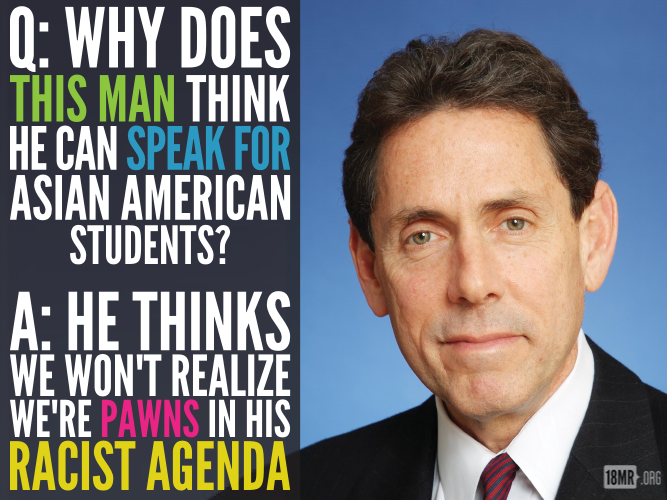 Q: WHY DOES
THIS MAN THINK
HE CAN SPEAK FOR
ASIAN AMERICAN
STUDENTS?
A: HE THINKS
WE WON'T REALIZE
WE'RE PAWNS IN HIS
RACIST AGENDA
18MR.ORG